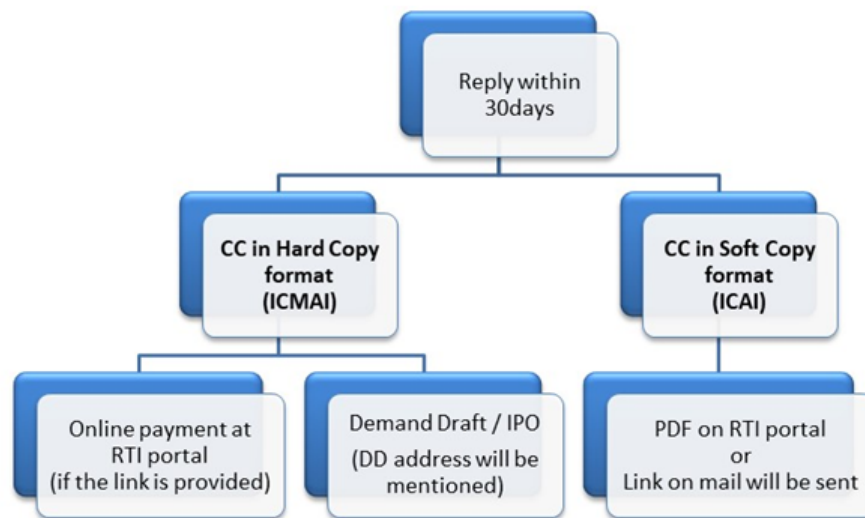 Reply within
30days
CC in Hard Copy
format
(ICMAI)
CC in Soft Copy
format
(ICAI)
Online payment at
RTI portal
(if the link is provided)
Demand Draft / IPO
(DD address will be
mentioned)
PDF on RTI portal
or
Link on mail will be sent